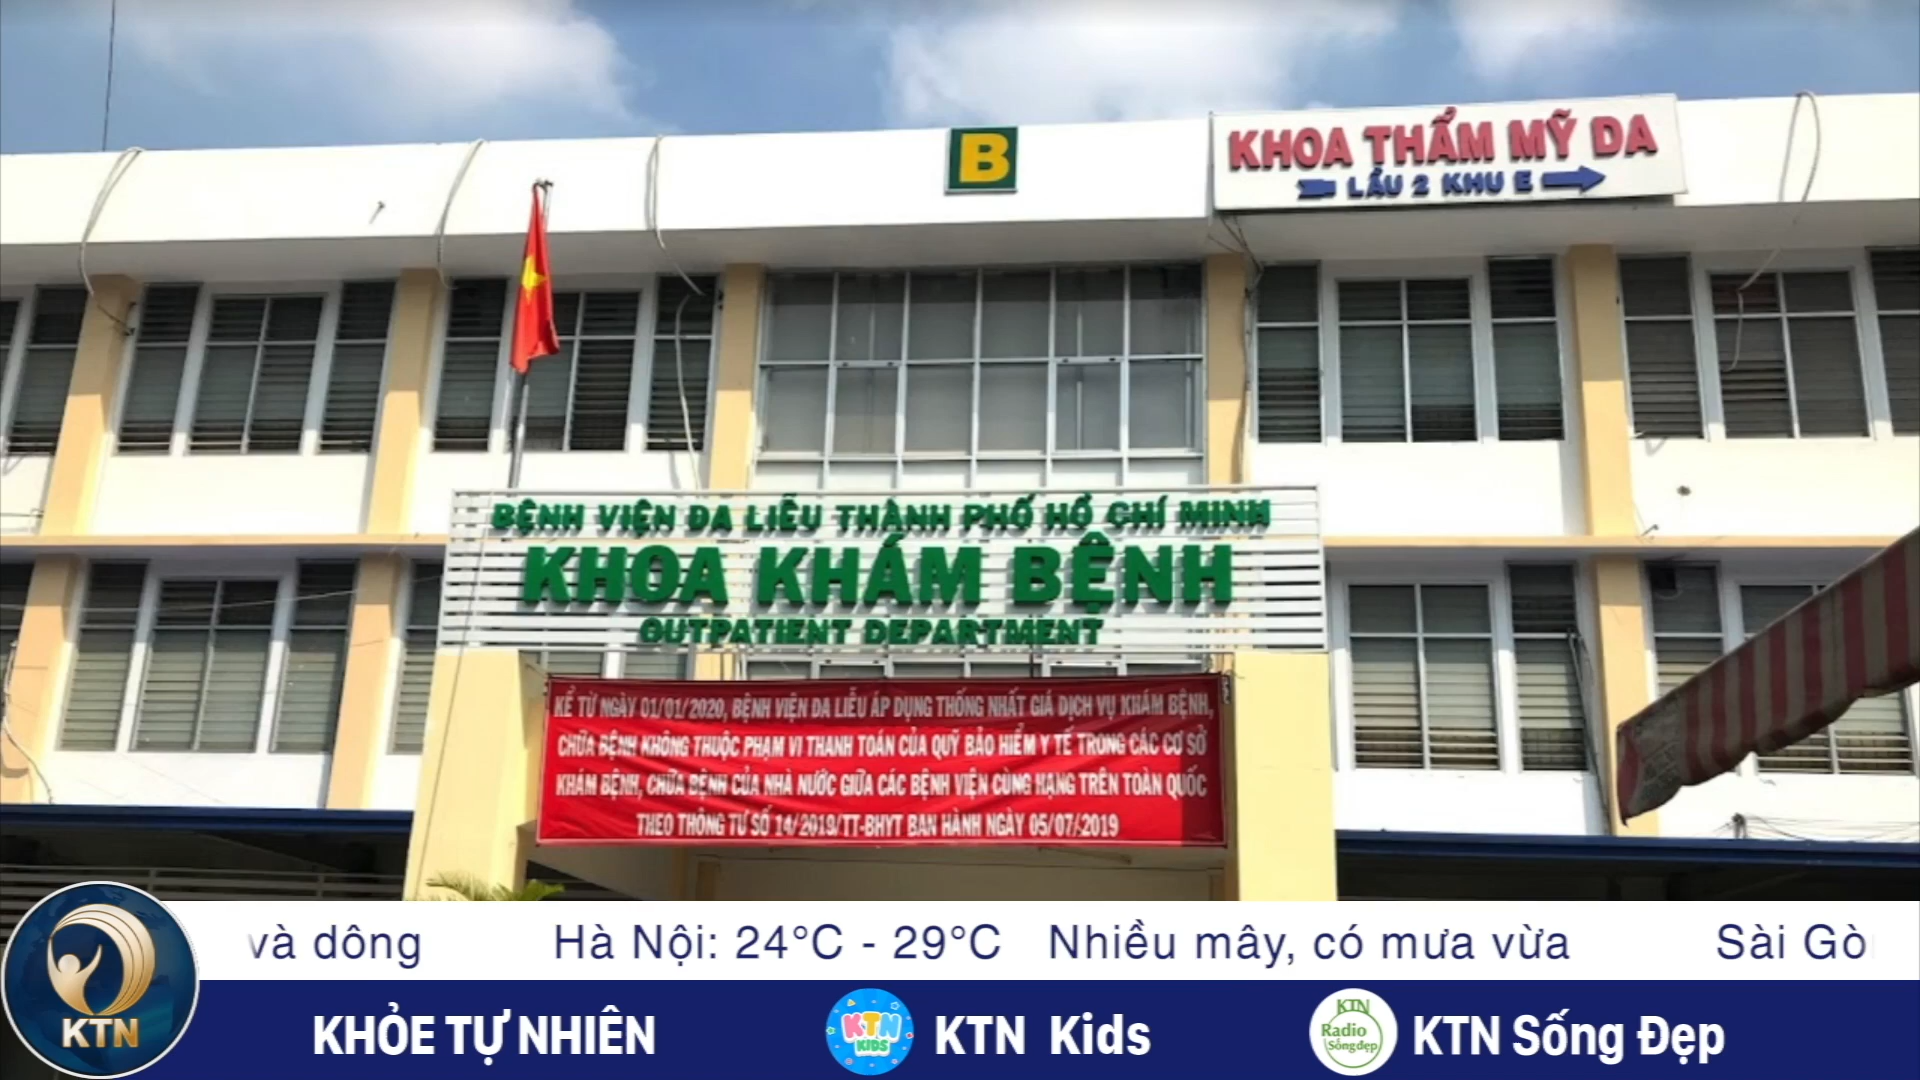 B
KHOA THẨM MỸ DA
LẦU 2 KHU E
BỆNH VIỆN DA LIỄU THÀNH PHỐ HỒ CHÍ MINH
KHOA KHÁM BỆNH
OUTPATIENT DEPARTMENT
KỂ TỪ NGÀY 01/01/2020, BỆNH VIỆN DA LIỄU ÁP DỤNG THỐNG NHẤT GIÁ DỊCH VỤ KHÁM BỆNH,
CHỮA BỆNH KHÔNG THUỘC PHẠM VI THANH TOÁN CỦA QUỸ BẢO HIỂM Y TẾ TRONG CÁC CƠ SỞ
KHÁM BỆNH, CHỮA BỆNH CỦA NHÀ NƯỚC GIỮA CÁC BỆNH VIỆN CÙNG HẠNG TRÊN TOÀN QUỐC
THEO THÔNG TƯ SỐ 14/2019/TT-BHYT BAN HÀNH NGÀY 05/07/2019
và dông Hà Nội: 24°C - 29°C Nhiều mây, có mưa vừa Sài Gò
KTN
KHỎE TỰ NHIÊN
KTN KIDS
KTN Kids
KTN
Radio
Sống đẹp
KTN Sống Đẹp